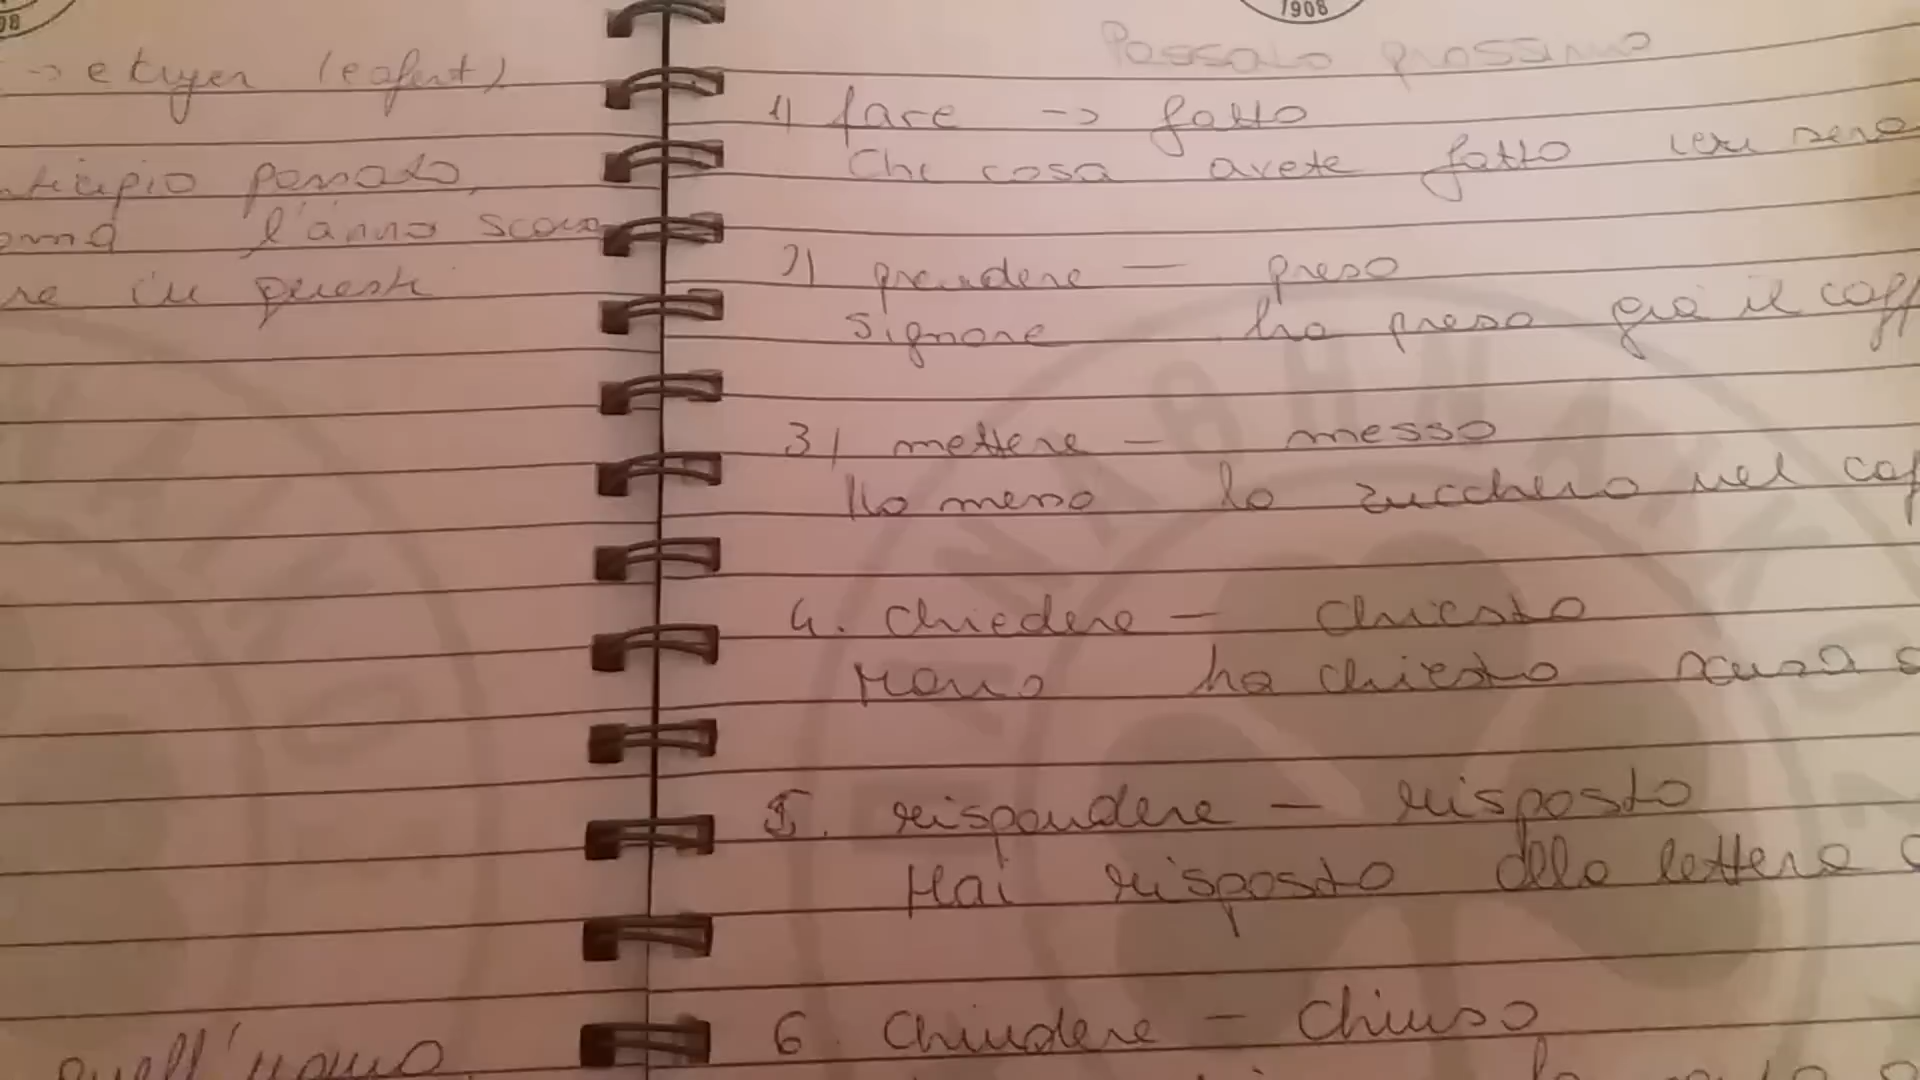 1908
Passato prossimo
participio passato,
l'anno scorso
in questi
quell'uomo
1) fare -> fatto
Che cosa avete fatto ieri sera
2) prendere - preso
Signore ha preso già il caff
3) mettere - messo
Ho messo lo zucchero nel caf
4. chiedere - chiesto
ha chiesto scusa
5. rispondere - risposto
Hai risposto alla lettera
6. Chiudere - Chiuso